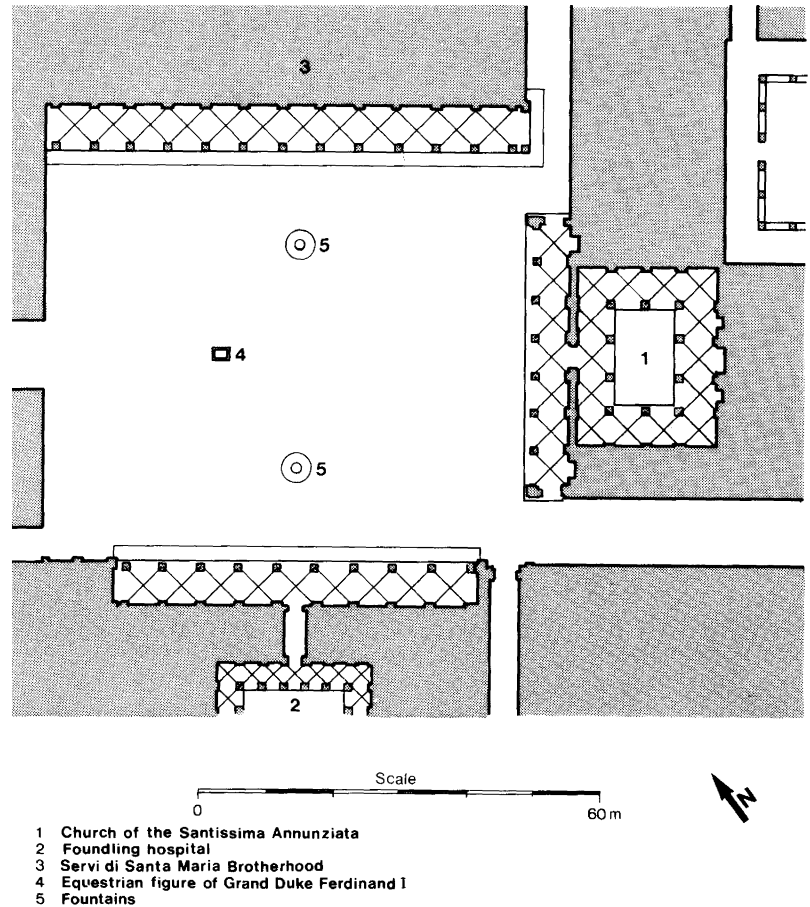 3
5
4
1
5
2
Scale
0
60 m
N
1 Church of the Santissima Annunziata
2 Foundling hospital
3 Servi di Santa Maria Brotherhood
4 Equestrian figure of Grand Duke Ferdinand I
5 Fountains